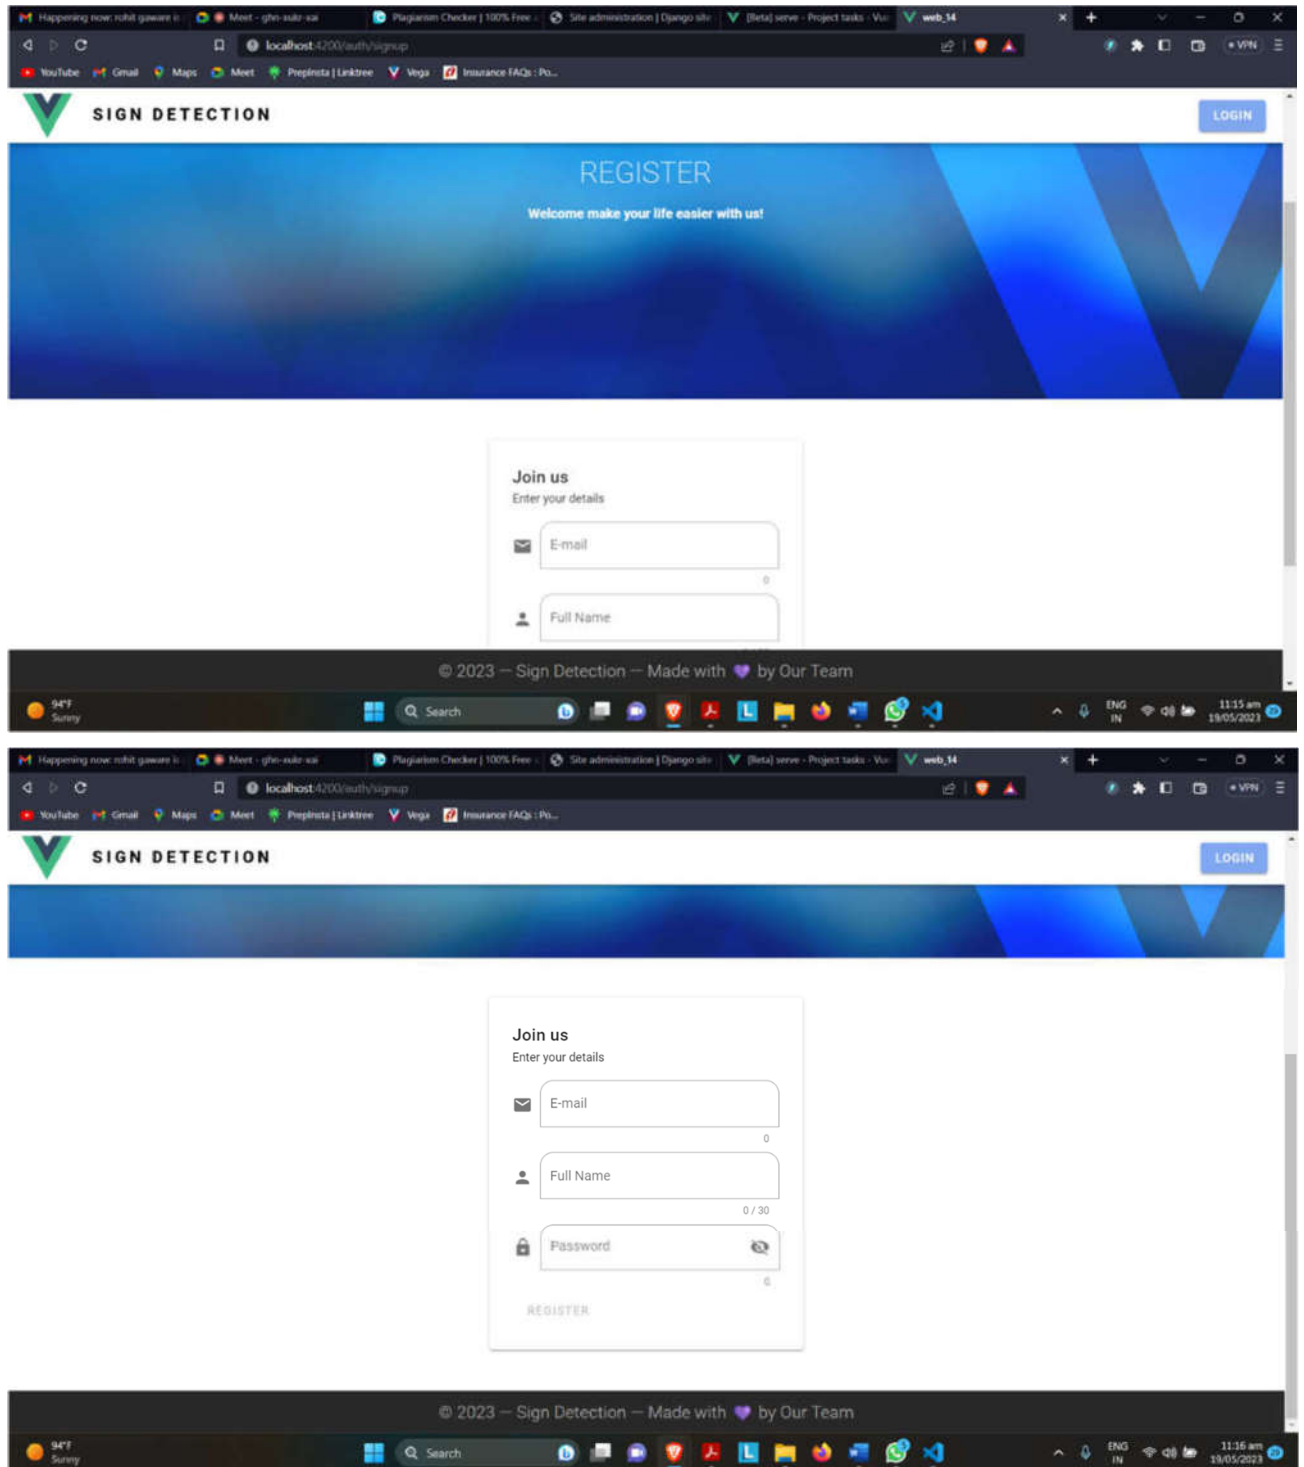 Happening now: rohit gaware is Meet - ghn-xukr-xai Plagiarism Checker | 100% Free Site administration | Django site [Beta] serve - Project tasks - Vue web_14
localhost:4200/auth/signup VPN
YouTube Gmail Maps Meet PrepInsta | Linktree Vega Insurance FAQs : Po...
SIGN DETECTION LOGIN
REGISTER
Welcome make your life easier with us!
Join us
Enter your details
E-mail
0
Full Name
© 2023 — Sign Detection — Made with 💜 by Our Team
94°F
Sunny
Search
ENG
IN
11:15 am
19/05/2023
Happening now: rohit gaware is Meet - ghn-xukr-xai Plagiarism Checker | 100% Free Site administration | Django site [Beta] serve - Project tasks - Vue web_14
localhost:4200/auth/signup VPN
YouTube Gmail Maps Meet PrepInsta | Linktree Vega Insurance FAQs : Po...
SIGN DETECTION LOGIN
Join us
Enter your details
E-mail
0
Full Name
0 / 30
Password
0
REGISTER
© 2023 — Sign Detection — Made with 💜 by Our Team
94°F
Sunny
Search
ENG
IN
11:16 am
19/05/2023